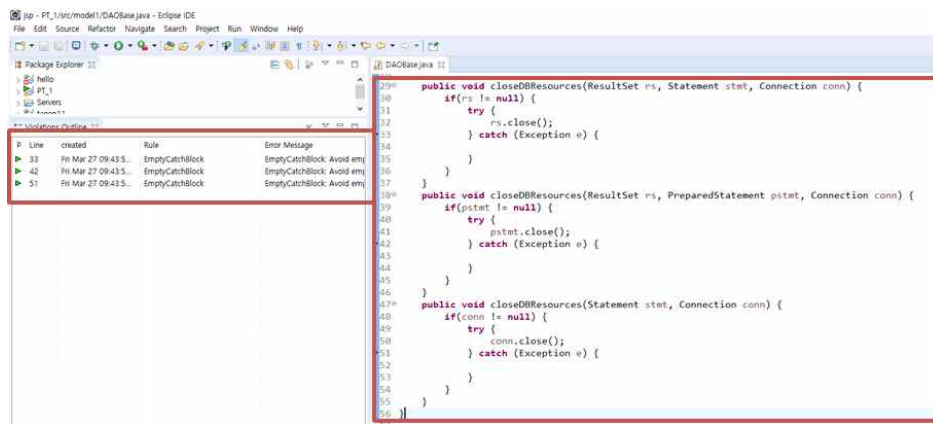 jsp - PT_1/src/model1/DAOBase.java - Eclipse IDE
File Edit Source Refactor Navigate Search Project Run Window Help
Package Explorer
hello
PT_1
Servers
Violations Outline
P Line created Rule Error Message
33 Fri Mar 27 09:43:5... EmptyCatchBlock EmptyCatchBlock: Avoid emp
42 Fri Mar 27 09:43:5... EmptyCatchBlock EmptyCatchBlock: Avoid emp
51 Fri Mar 27 09:43:5... EmptyCatchBlock EmptyCatchBlock: Avoid emp
DAOBase.java
29 public void closeDBResources(ResultSet rs, Statement stmt, Connection conn) {
30 if(rs != null) {
31 try {
32 rs.close();
33 } catch (Exception e) {
34
35 }
36 }
37 }
38 public void closeDBResources(ResultSet rs, PreparedStatement pstmt, Connection conn) {
39 if(pstmt != null) {
40 try {
41 pstmt.close();
42 } catch (Exception e) {
43
44 }
45 }
46 }
47 public void closeDBResources(Statement stmt, Connection conn) {
48 if(conn != null) {
49 try {
50 conn.close();
51 } catch (Exception e) {
52
53 }
54 }
55 }
56 }